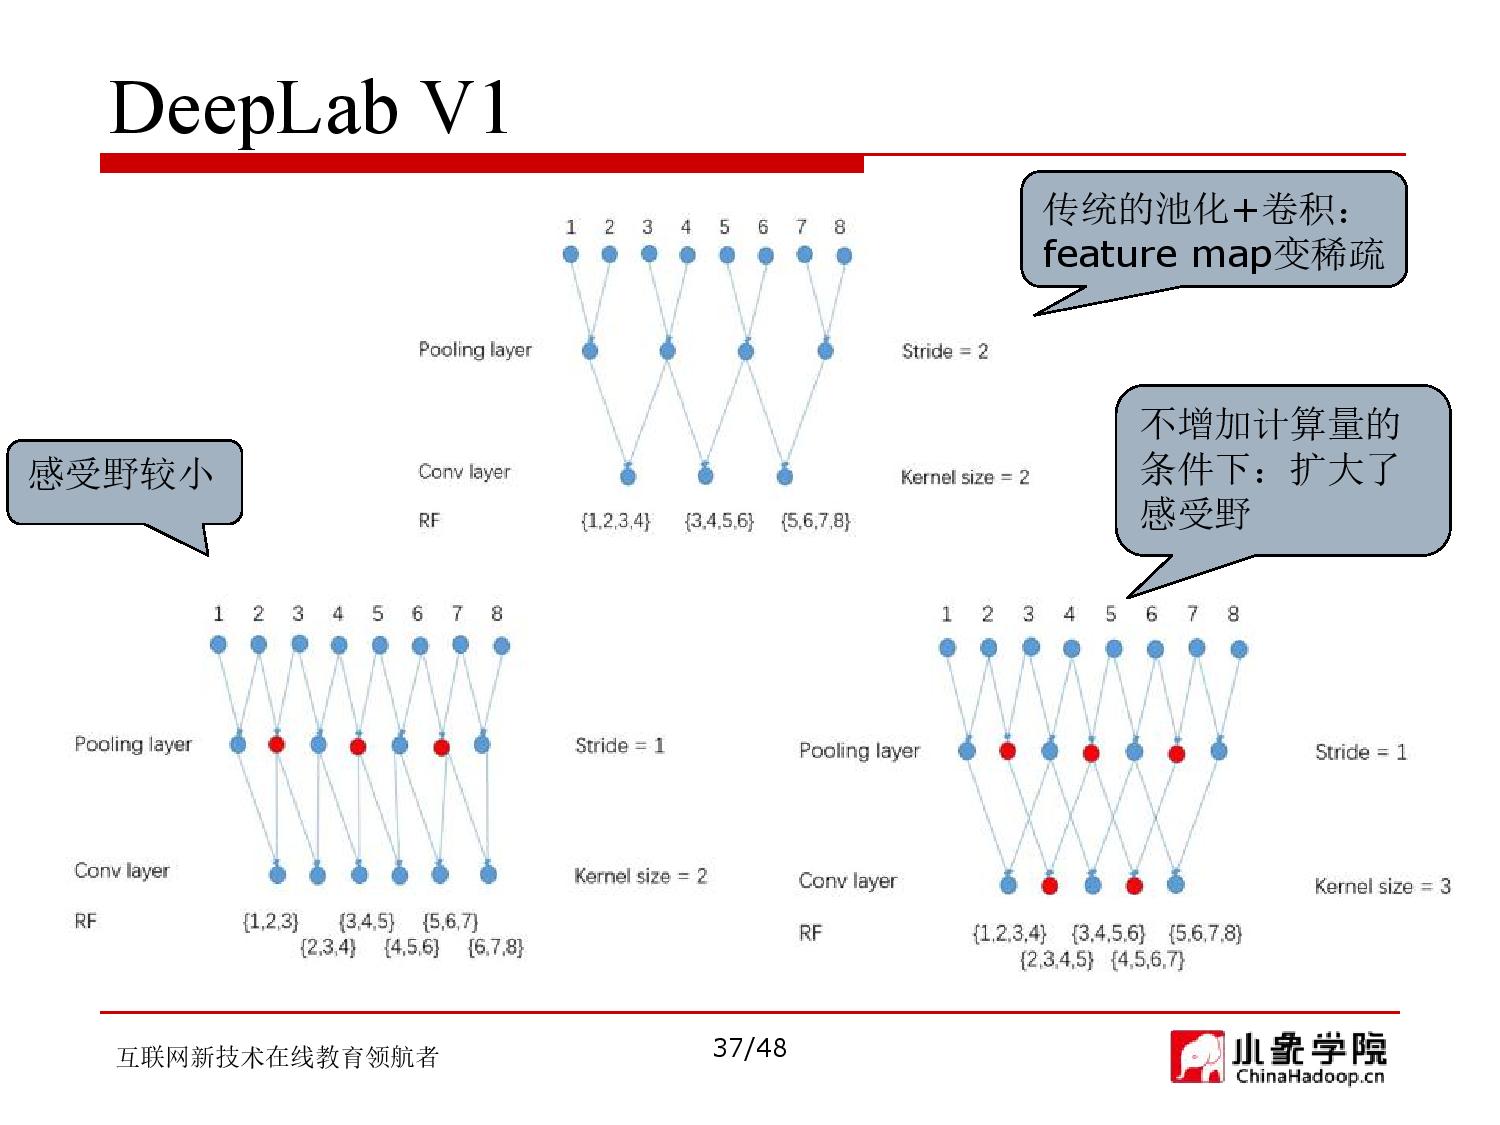 DeepLab V1
传统的池化+卷积：
feature map变稀疏
1 2 3 4 5 6 7 8
Pooling layer
Stride = 2
Conv layer
Kernel size = 2
RF
{1,2,3,4} {3,4,5,6} {5,6,7,8}
不增加计算量的
条件下：扩大了
感受野
感受野较小
1 2 3 4 5 6 7 8
Pooling layer
Stride = 1
Conv layer
Kernel size = 2
RF
{1,2,3} {3,4,5} {5,6,7}
{2,3,4} {4,5,6} {6,7,8}
1 2 3 4 5 6 7 8
Pooling layer
Stride = 1
Conv layer
Kernel size = 3
RF
{1,2,3,4} {3,4,5,6} {5,6,7,8}
{2,3,4,5} {4,5,6,7}
互联网新技术在线教育领航者
37/48
小象学院
ChinaHadoop.cn